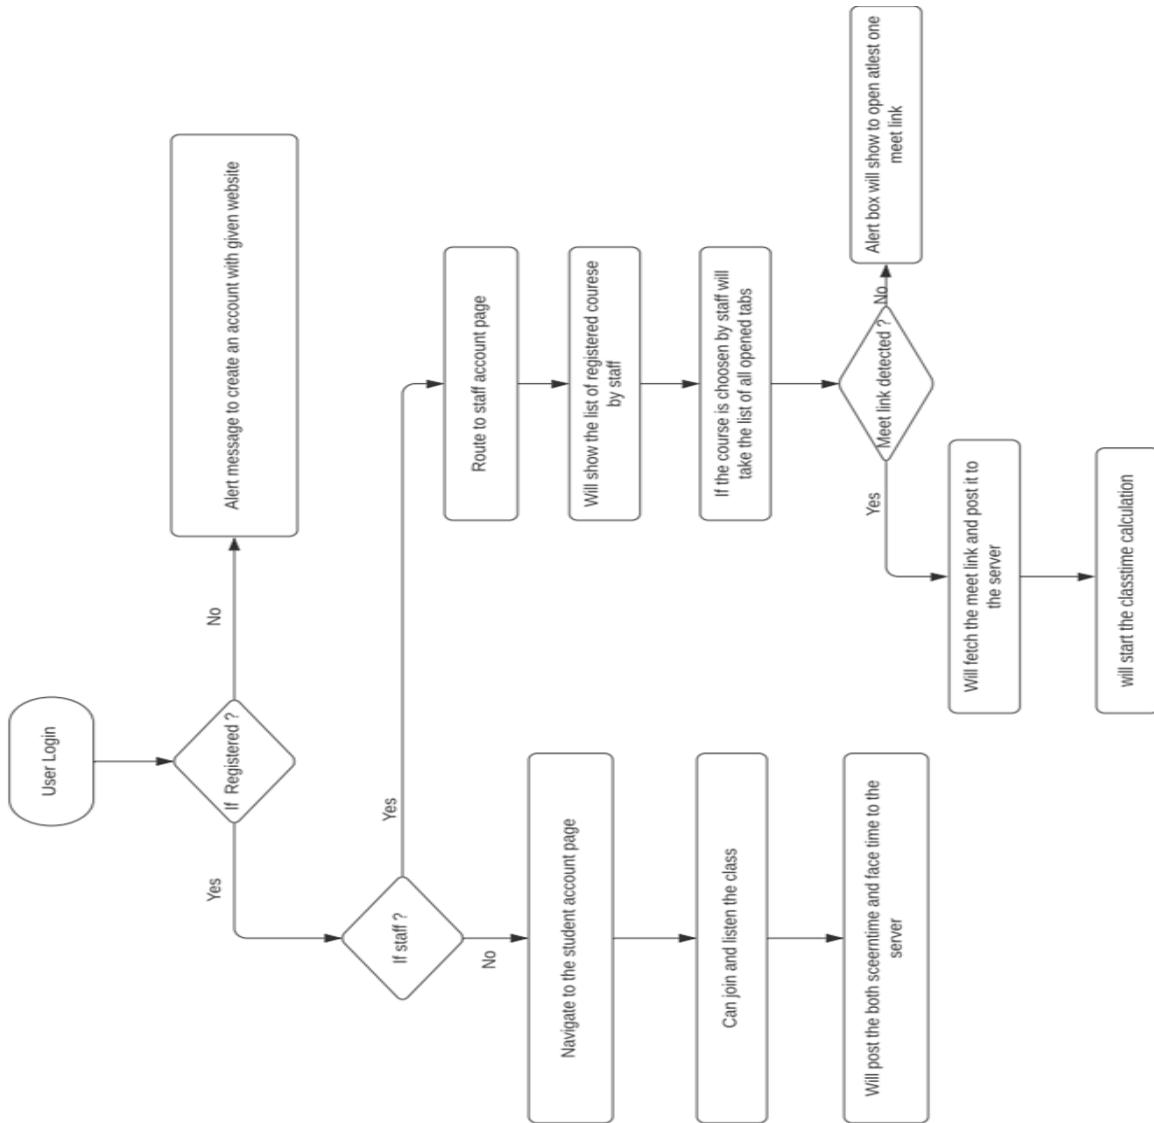 User Login
If  Registered ?
No
Alert message to create an account with given website
Yes
If staff ?
Yes
Route to staff account page
Will show the list of registered courese
by staff
If the course is choosen by staff will
take the list of all opened tabs
Meet link detected ?
No
Alert box will show to open atlest one
meet link
Yes
Will fetch the meet link and post it to
the server
will start the classtime calculation
No
Navigate to the student account page
Can join and listen the class
Will post the both sceerntime and face time to the
server